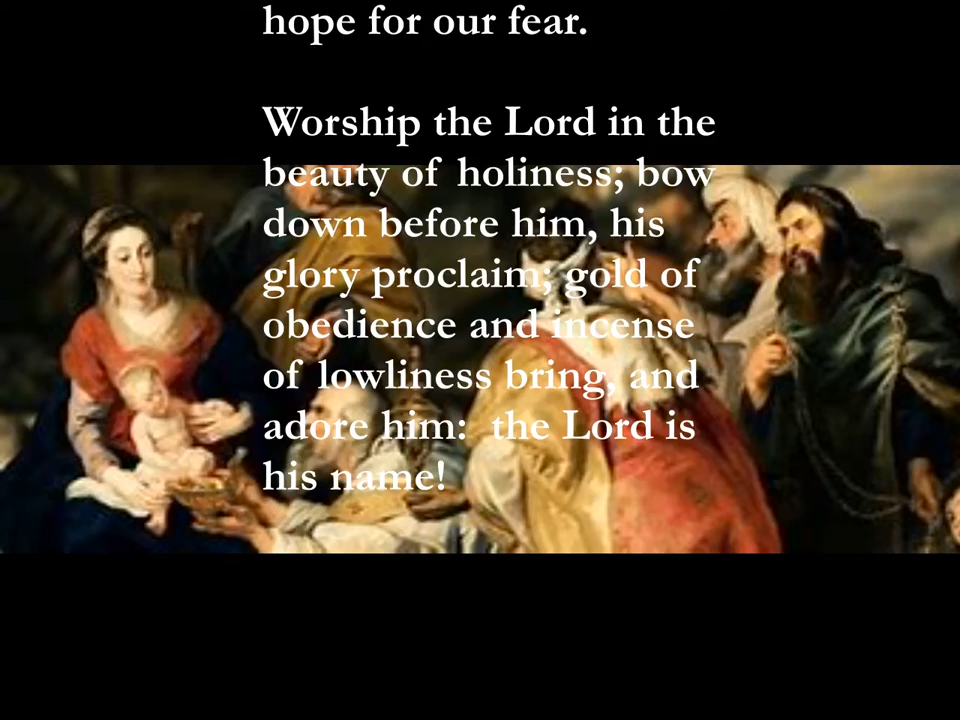 hope for our fear.
Worship the Lord in the
beauty of holiness; bow
down before him, his
glory proclaim; gold of
obedience and incense
of lowliness bring, and
adore him: the Lord is
his name!